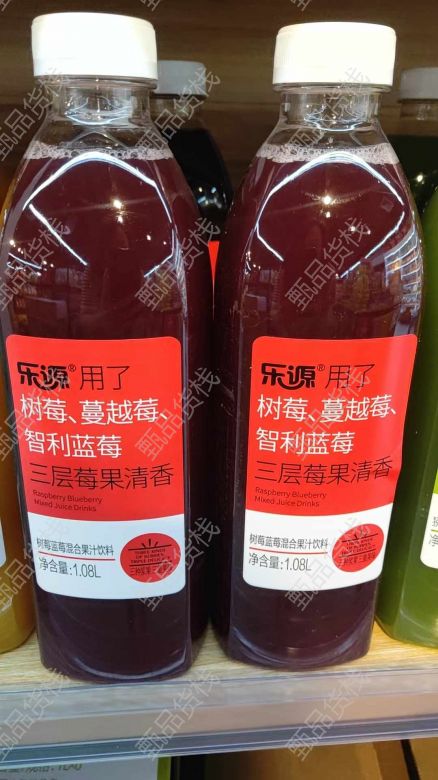 乐源® 用了
树莓、蔓越莓、
智利蓝莓
三层莓果清香
Raspberry Blueberry
Mixed Juice Drinks
树莓蓝莓混合果汁饮料
净含量:1.08L
THREE KINDS
OF BERRIES
乐源® 用了
树莓、蔓越莓、
智利蓝莓
三层莓果清香
Raspberry Blueberry
Mixed Juice Drinks
树莓蓝莓混合果汁饮料
净含量:1.08L
甄品货栈